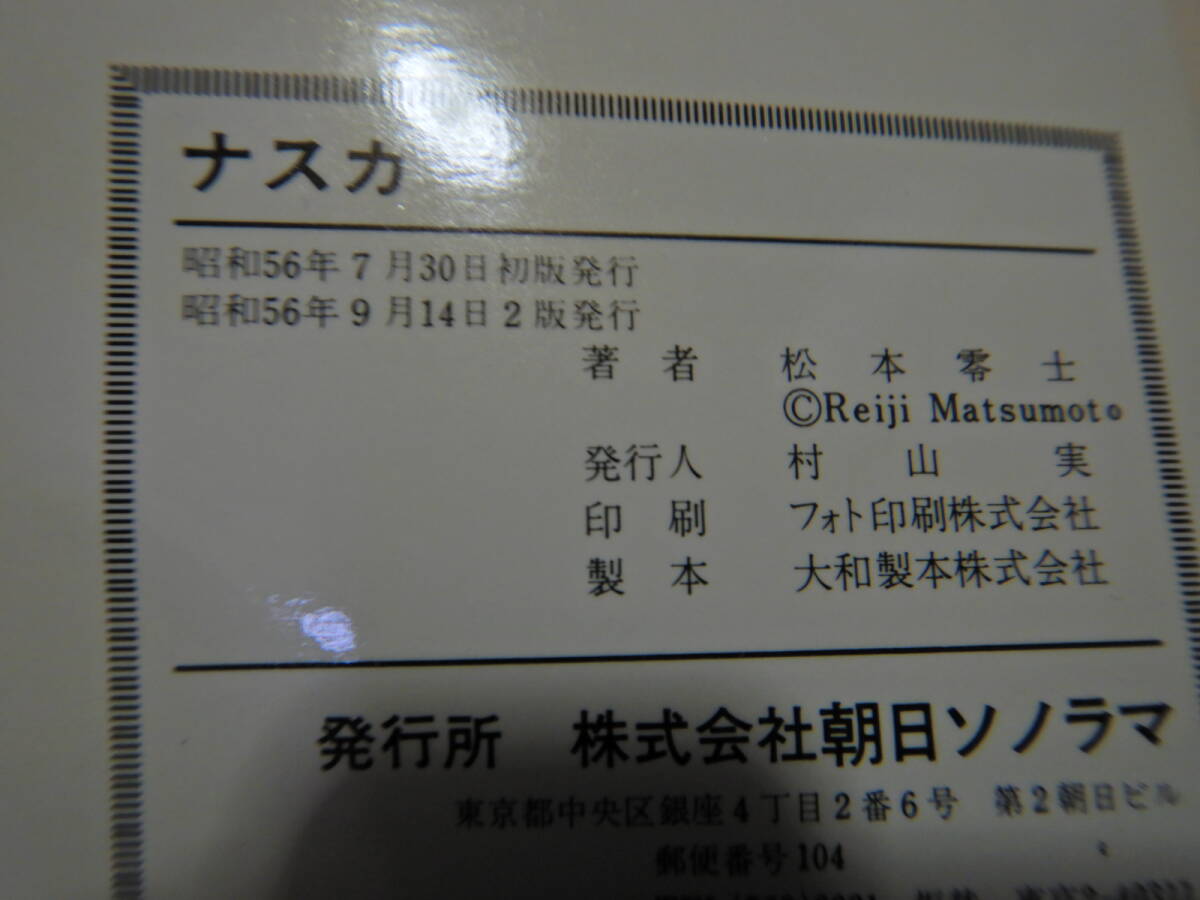 ナスカ
昭和56年7月30日初版発行
昭和56年9月14日2版発行
著者 松本零士
©Reiji Matsumoto
発行人 村山実
印刷 フォト印刷株式会社
製本 大和製本株式会社
発行所 株式会社朝日ソノラマ
東京都中央区銀座4丁目2番6号 第2朝日ビル
郵便番号104